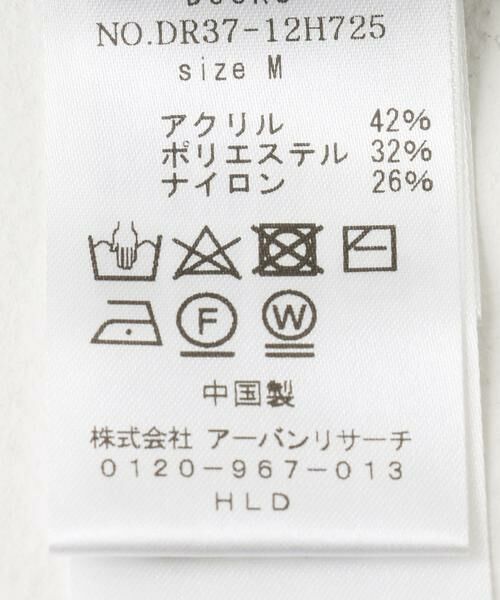 NO.DR37-12H725
size M
アクリル 42%
ポリエステル 32%
ナイロン 26%
F W
中国製
株式会社 アーバンリサーチ
0120-967-013
HLD